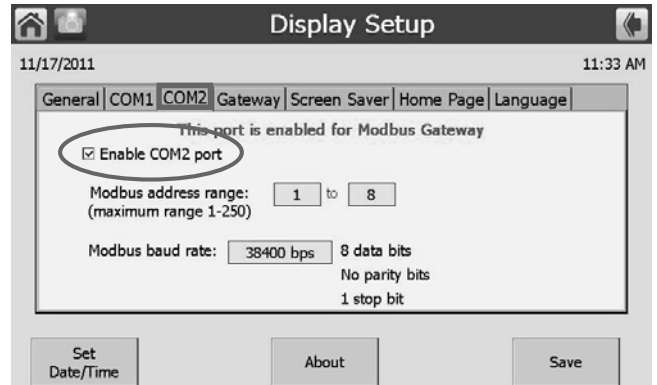 Display Setup
11/17/2011 11:33 AM
General COM1 COM2 Gateway Screen Saver Home Page Language
This port is enabled for Modbus Gateway
Enable COM2 port
Modbus address range: 1 to 8
(maximum range 1-250)
Modbus baud rate: 38400 bps 8 data bits
No parity bits
1 stop bit
Set
Date/Time
About
Save